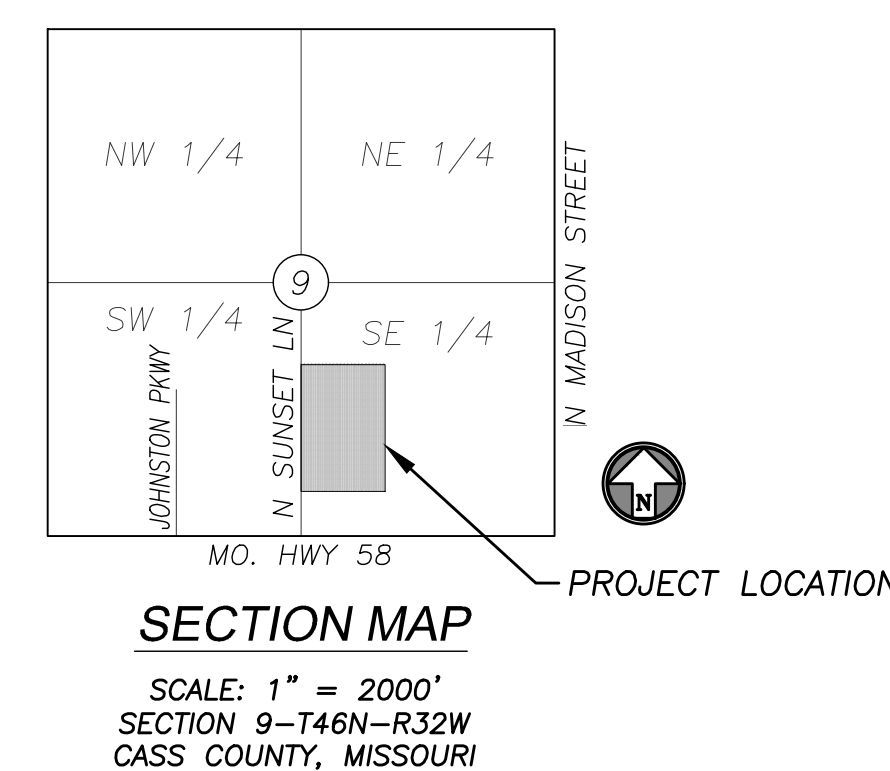 NW 1/4
NE 1/4
N MADISON STREET
9
SW 1/4
SE 1/4
N SUNSET LN
JOHNSTON PKWY
N
MO. HWY 58
PROJECT LOCATION
SECTION MAP
SCALE: 1" = 2000'
SECTION 9-T46N-R32W
CASS COUNTY, MISSOURI